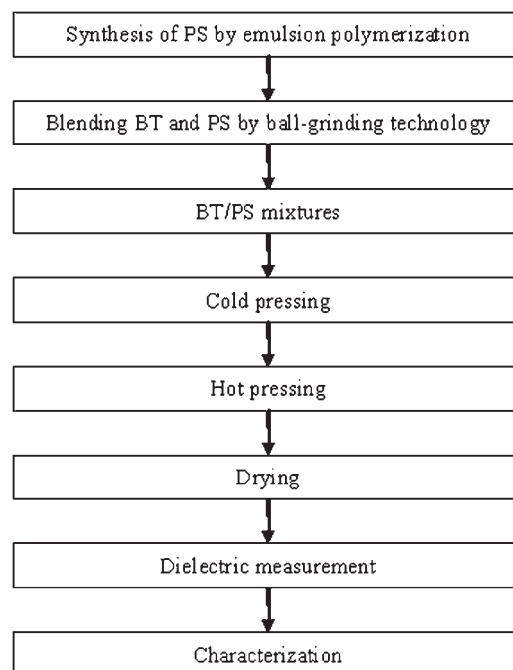 Synthesis of PS by emulsion polymerization
Blending BT and PS by ball-grinding technology
BT/PS mixtures
Cold pressing
Hot pressing
Drying
Dielectric measurement
Characterization